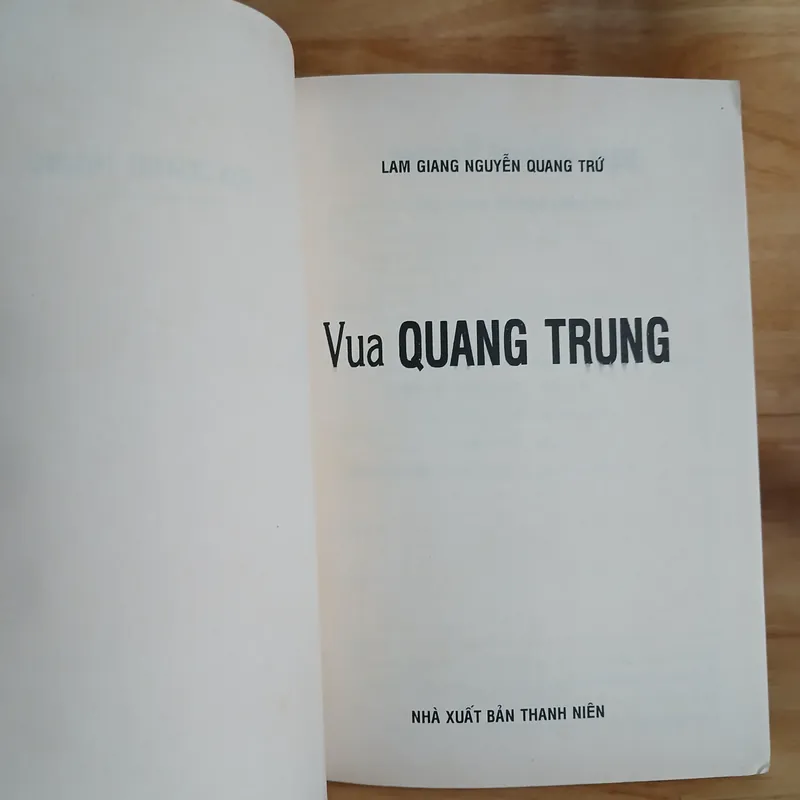 LAM GIANG NGUYỄN QUANG TRỨ
Vua QUANG TRUNG
NHÀ XUẤT BẢN THANH NIÊN